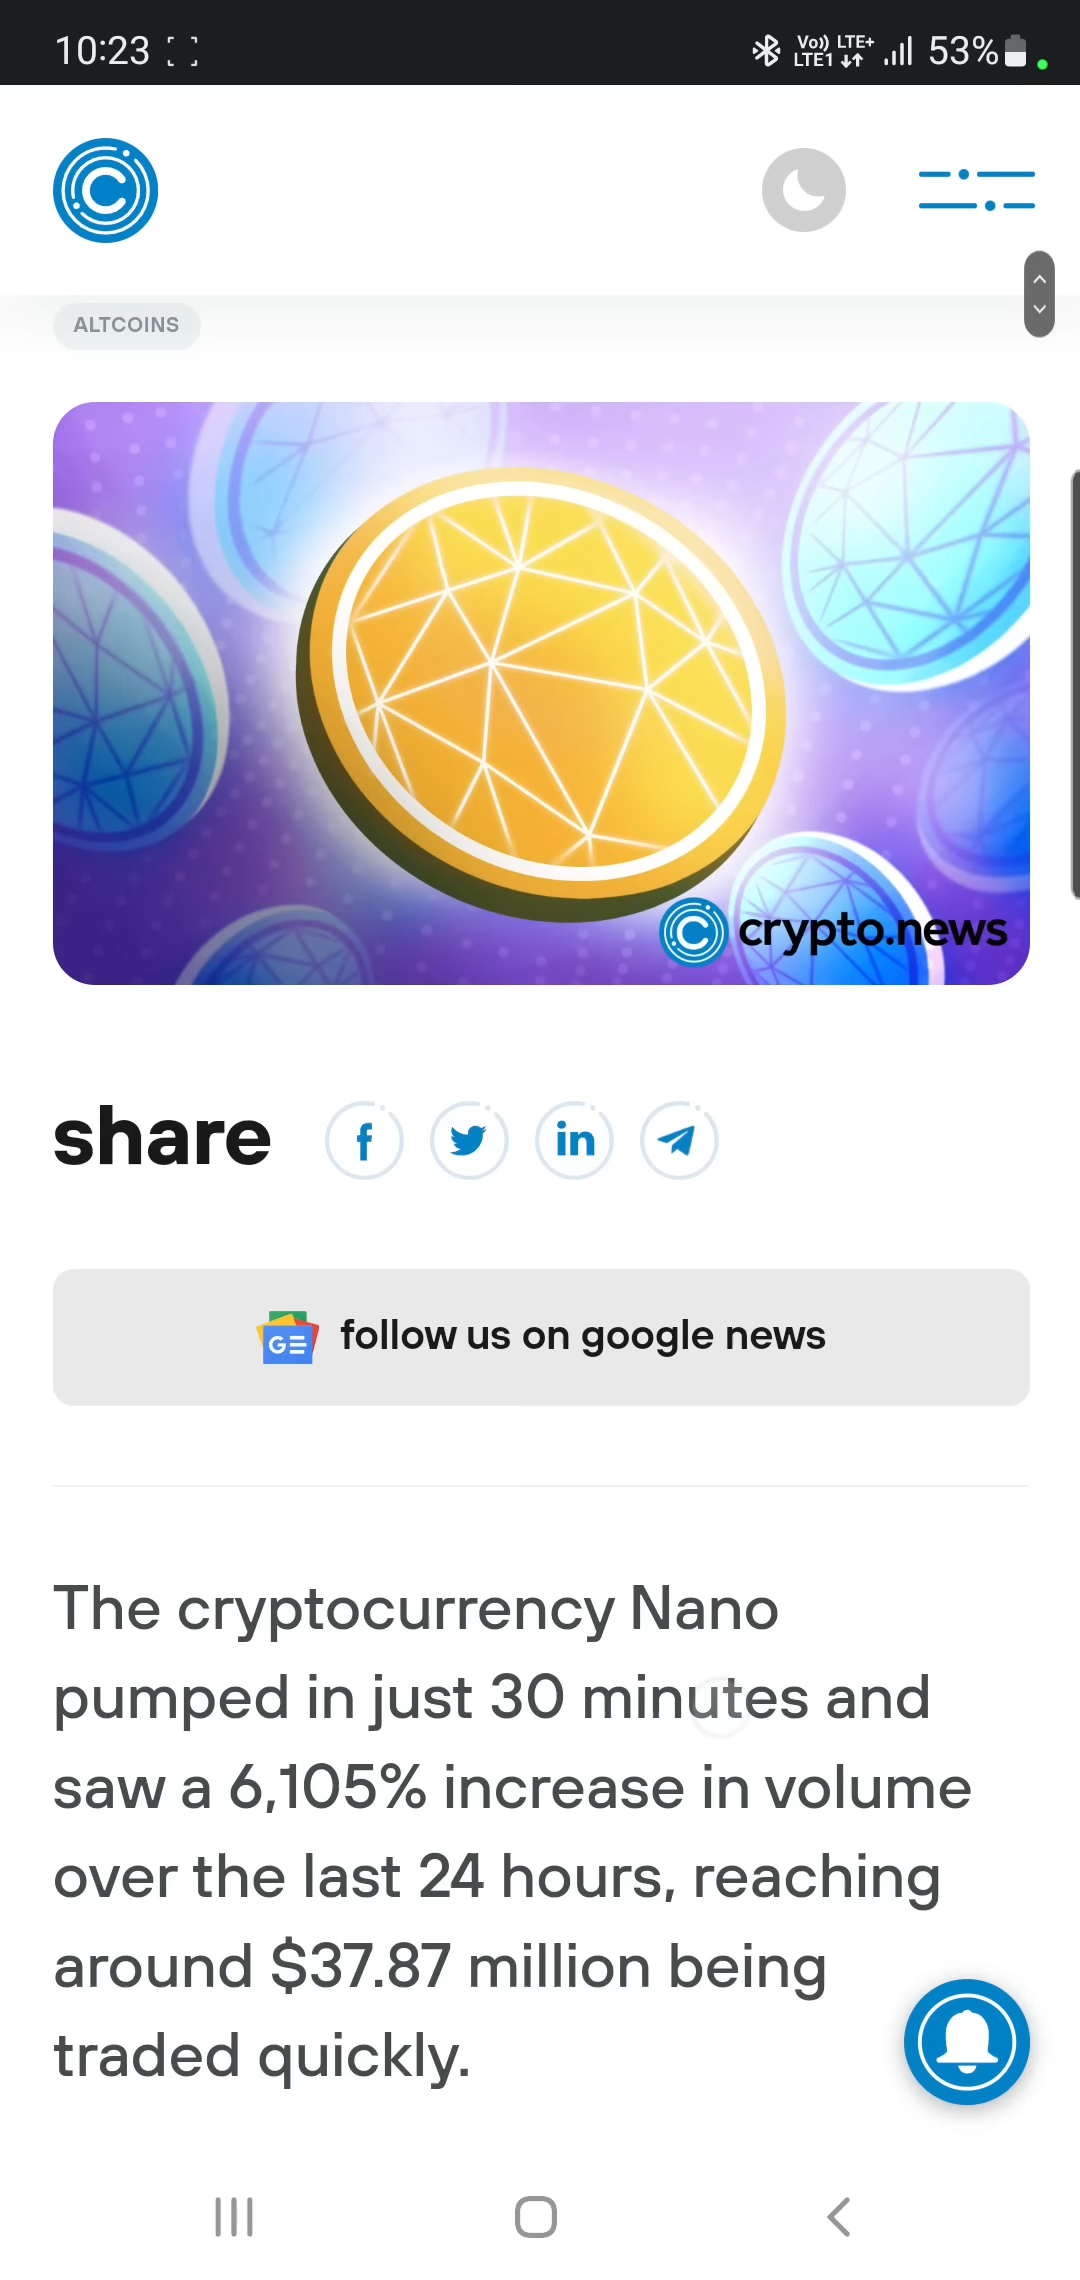 10:23
Vo)) LTE+
LTE1
53%
ALTCOINS
crypto.news
share
follow us on google news
The cryptocurrency Nano
pumped in just 30 minutes and
saw a 6,105% increase in volume
over the last 24 hours, reaching
around $37.87 million being
traded quickly.